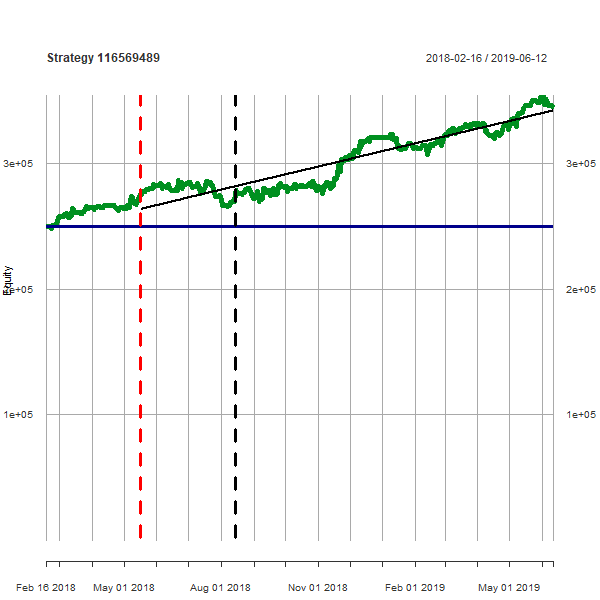 Strategy 116569489
2018-02-16 / 2019-06-12
3e+05
3e+05
Equity
2e+05
2e+05
1e+05
1e+05
Feb 16 2018
May 01 2018
Aug 01 2018
Nov 01 2018
Feb 01 2019
May 01 2019